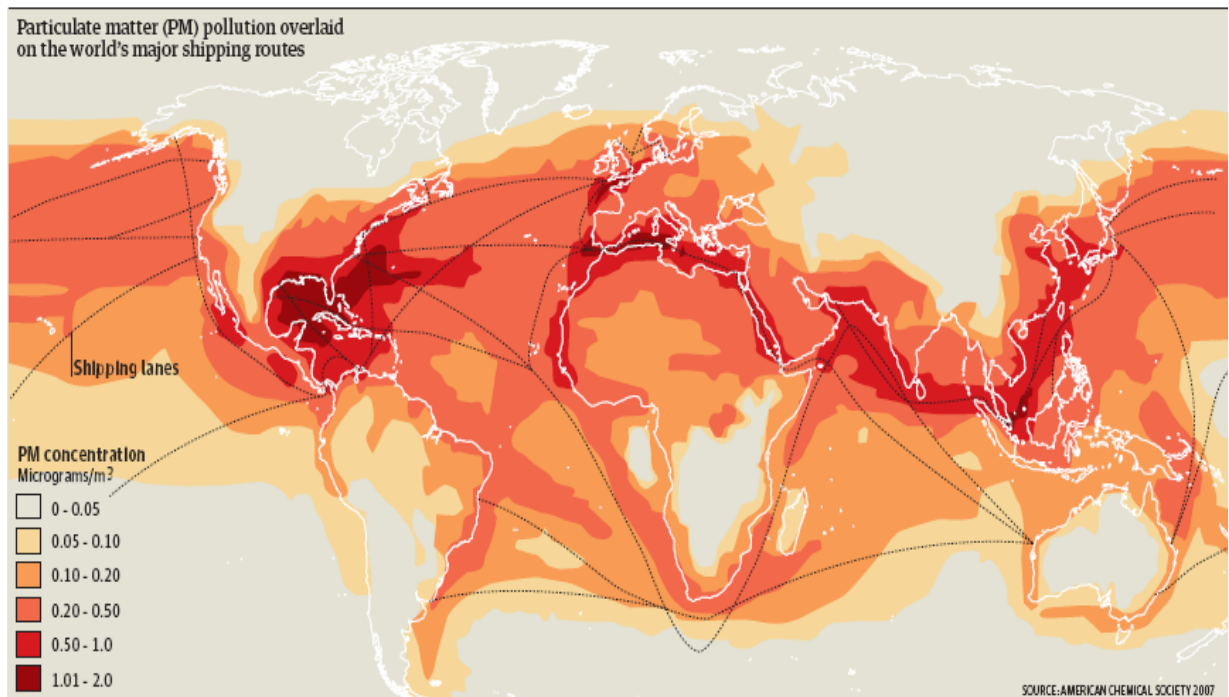 Particulate matter (PM) pollution overlaid
on the world's major shipping routes
Shipping lanes
PM concentration
Micrograms/m³
0 - 0.05
0.05 - 0.10
0.10 - 0.20
0.20 - 0.50
0.50 - 1.0
1.01 - 2.0
SOURCE: AMERICAN CHEMICAL SOCIETY 2007